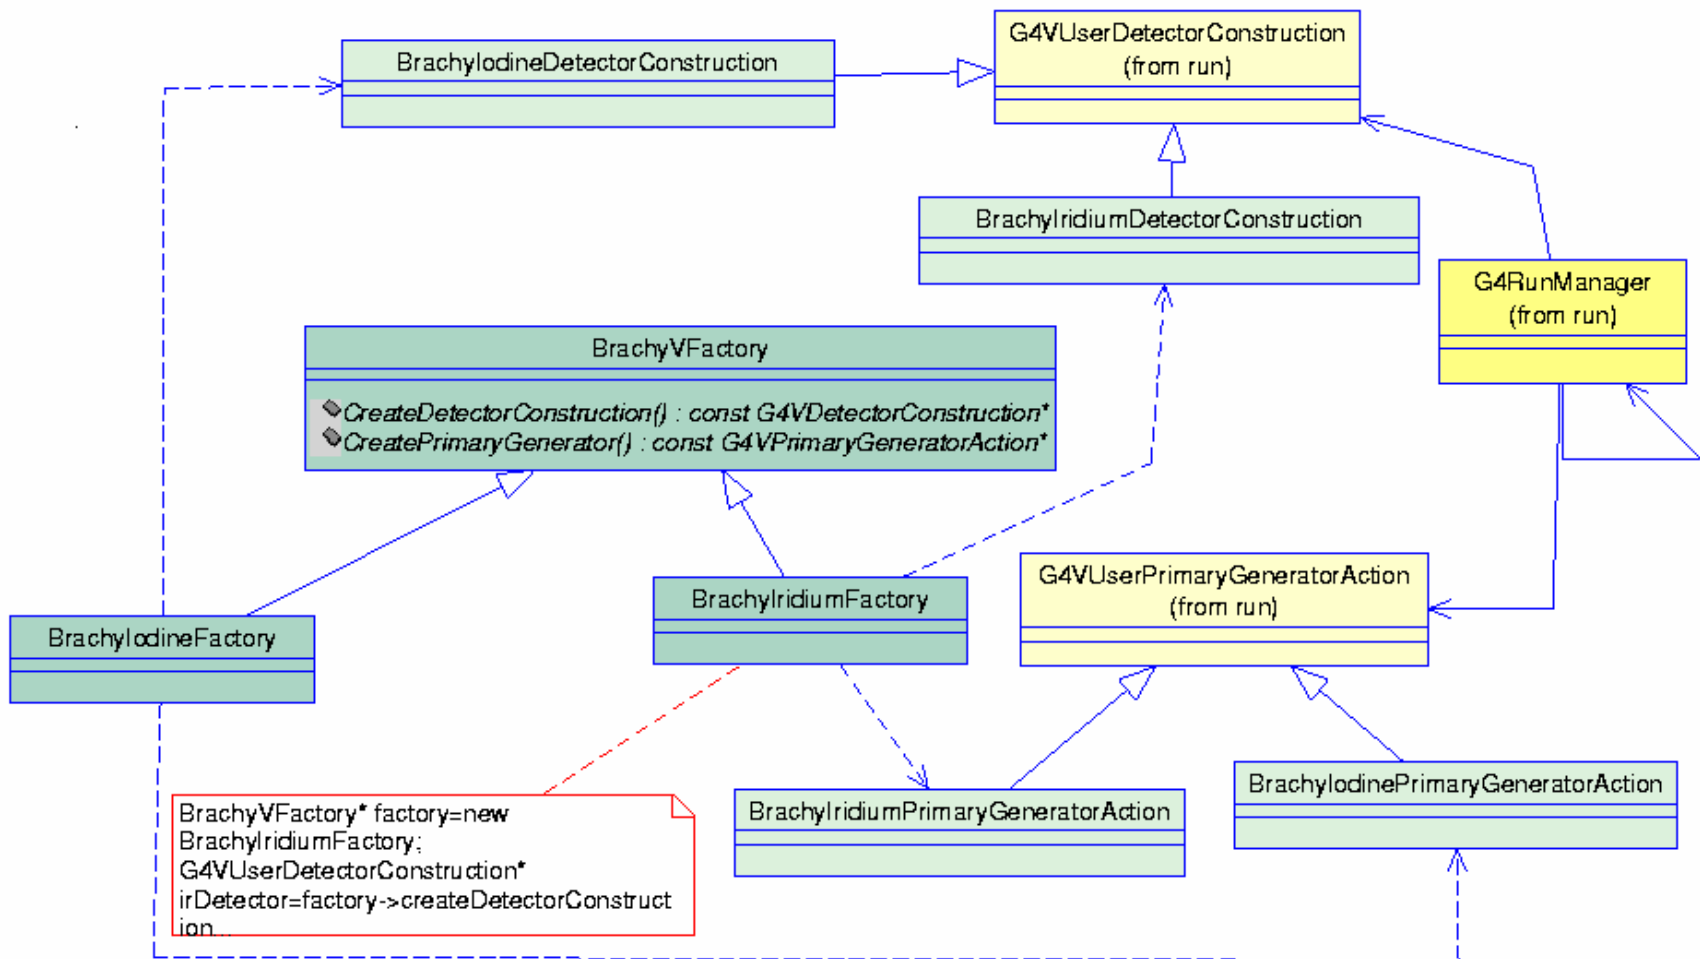 G4VUserDetectorConstruction
(from run)
BrachyIodineDetectorConstruction
BrachyIridiumDetectorConstruction
G4RunManager
(from run)
BrachyVFactory
CreateDetectorConstruction() : const G4VDetectorConstruction*
CreatePrimaryGenerator() : const G4VPrimaryGeneratorAction*
G4VUserPrimaryGeneratorAction
(from run)
BrachyIridiumFactory
BrachyIodineFactory
BrachyIodinePrimaryGeneratorAction
BrachyIridiumPrimaryGeneratorAction
BrachyVFactory* factory=new
BrachyIridiumFactory;
G4VUserDetectorConstruction*
irDetector=factory->createDetectorConstruct
ion...